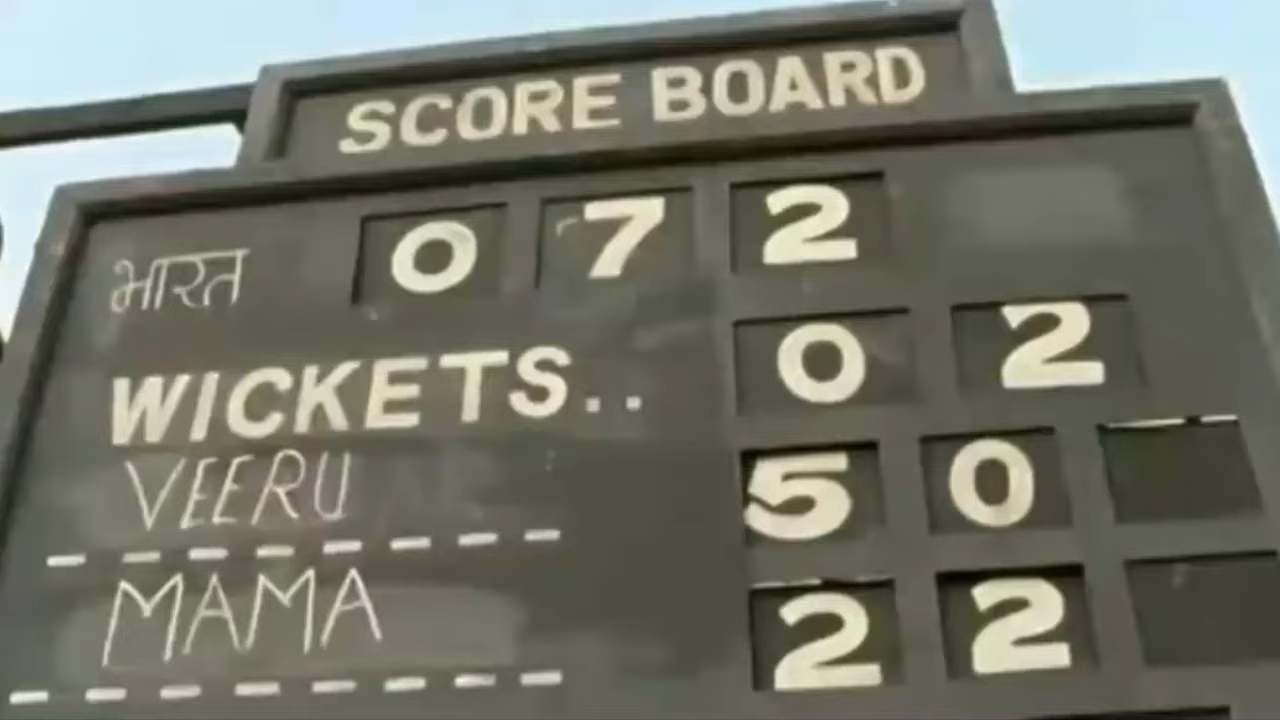 SCORE BOARD
भारत 0 7 2
WICKETS.. 0 2
VEERU 5 0
MAMA 2 2